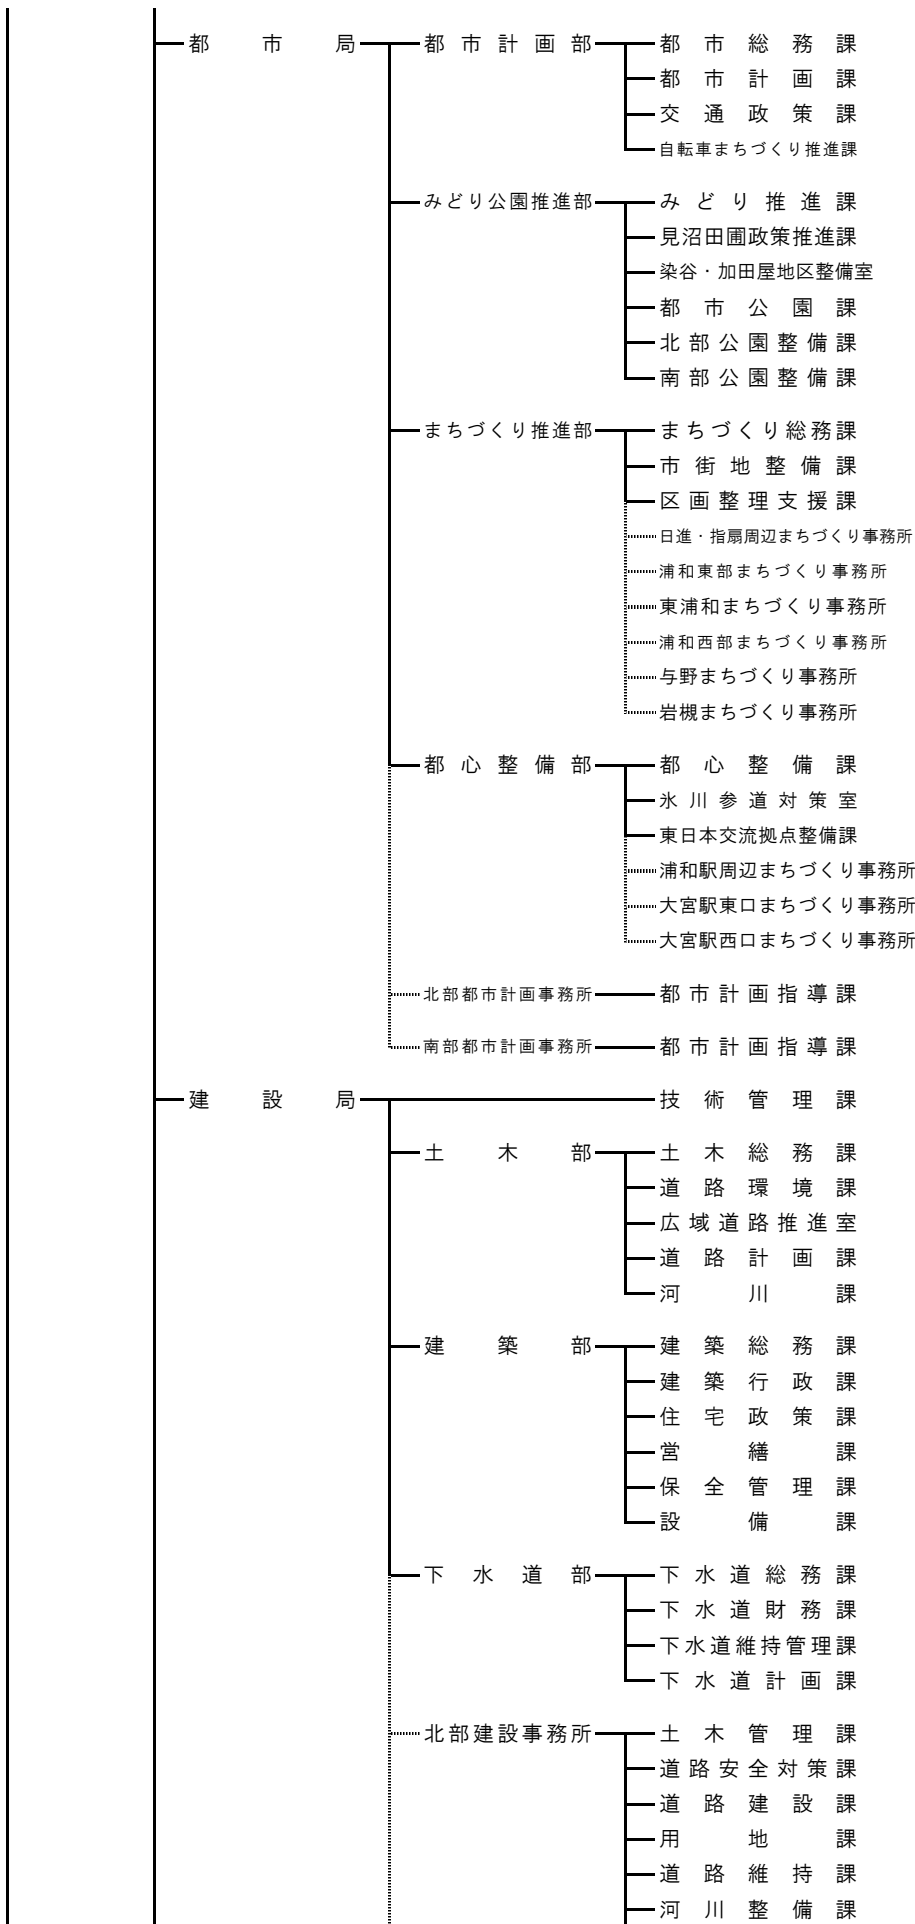 都市局 都市計画部 都市総務課
都市計画課
交通政策課
自転車まちづくり推進課
みどり公園推進部 みどり推進課
見沼田圃政策推進課
染谷・加田屋地区整備室
都市公園課
北部公園整備課
南部公園整備課
まちづくり推進部 まちづくり総務課
市街地整備課
区画整理支援課
日進・指扇周辺まちづくり事務所
浦和東部まちづくり事務所
東浦和まちづくり事務所
浦和西部まちづくり事務所
与野まちづくり事務所
岩槻まちづくり事務所
都心整備部 都心整備課
氷川参道対策室
東日本交流拠点整備課
浦和駅周辺まちづくり事務所
大宮駅東口まちづくり事務所
大宮駅西口まちづくり事務所
北部都市計画事務所 都市計画指導課
南部都市計画事務所 都市計画指導課
建設局 技術管理課
土木部 土木総務課
道路環境課
広域道路推進室
道路計画課
河川課
建築部 建築総務課
建築行政課
住宅政策課
営繕課
保全管理課
設備課
下水道部 下水道総務課
下水道財務課
下水道維持管理課
下水道計画課
北部建設事務所 土木管理課
道路安全対策課
道路建設課
用地課
道路維持課
河川整備課